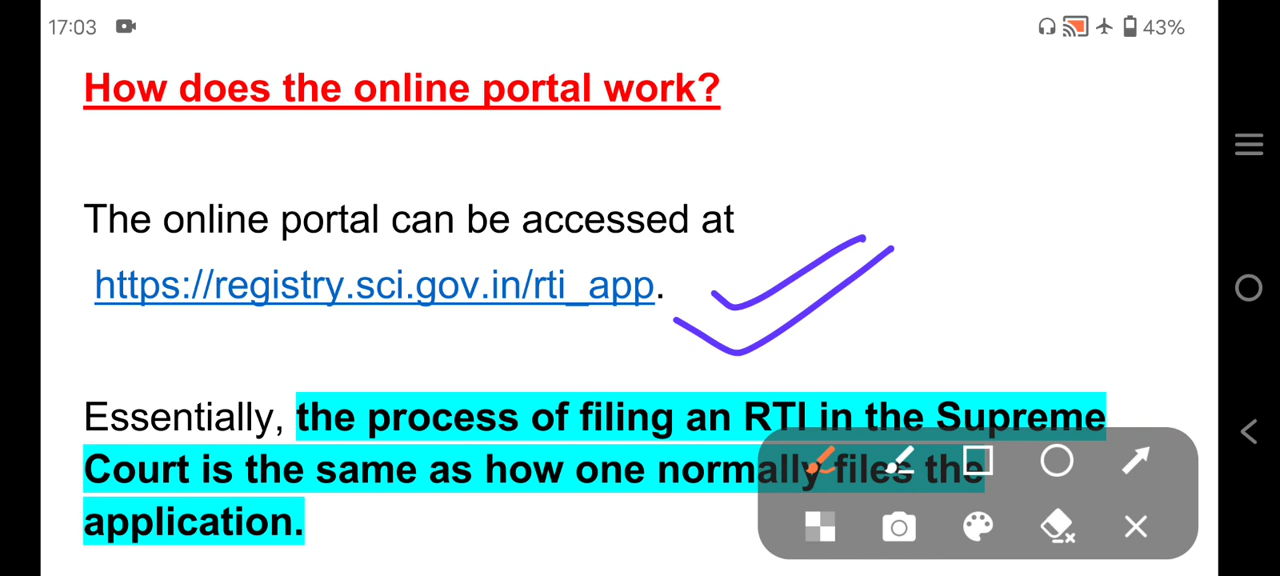 17:03
43%
How does the online portal work?
The online portal can be accessed at
https://registry.sci.gov.in/rti_app.
Essentially, the process of filing an RTI in the Supreme
Court is the same as how one normally files the
application.